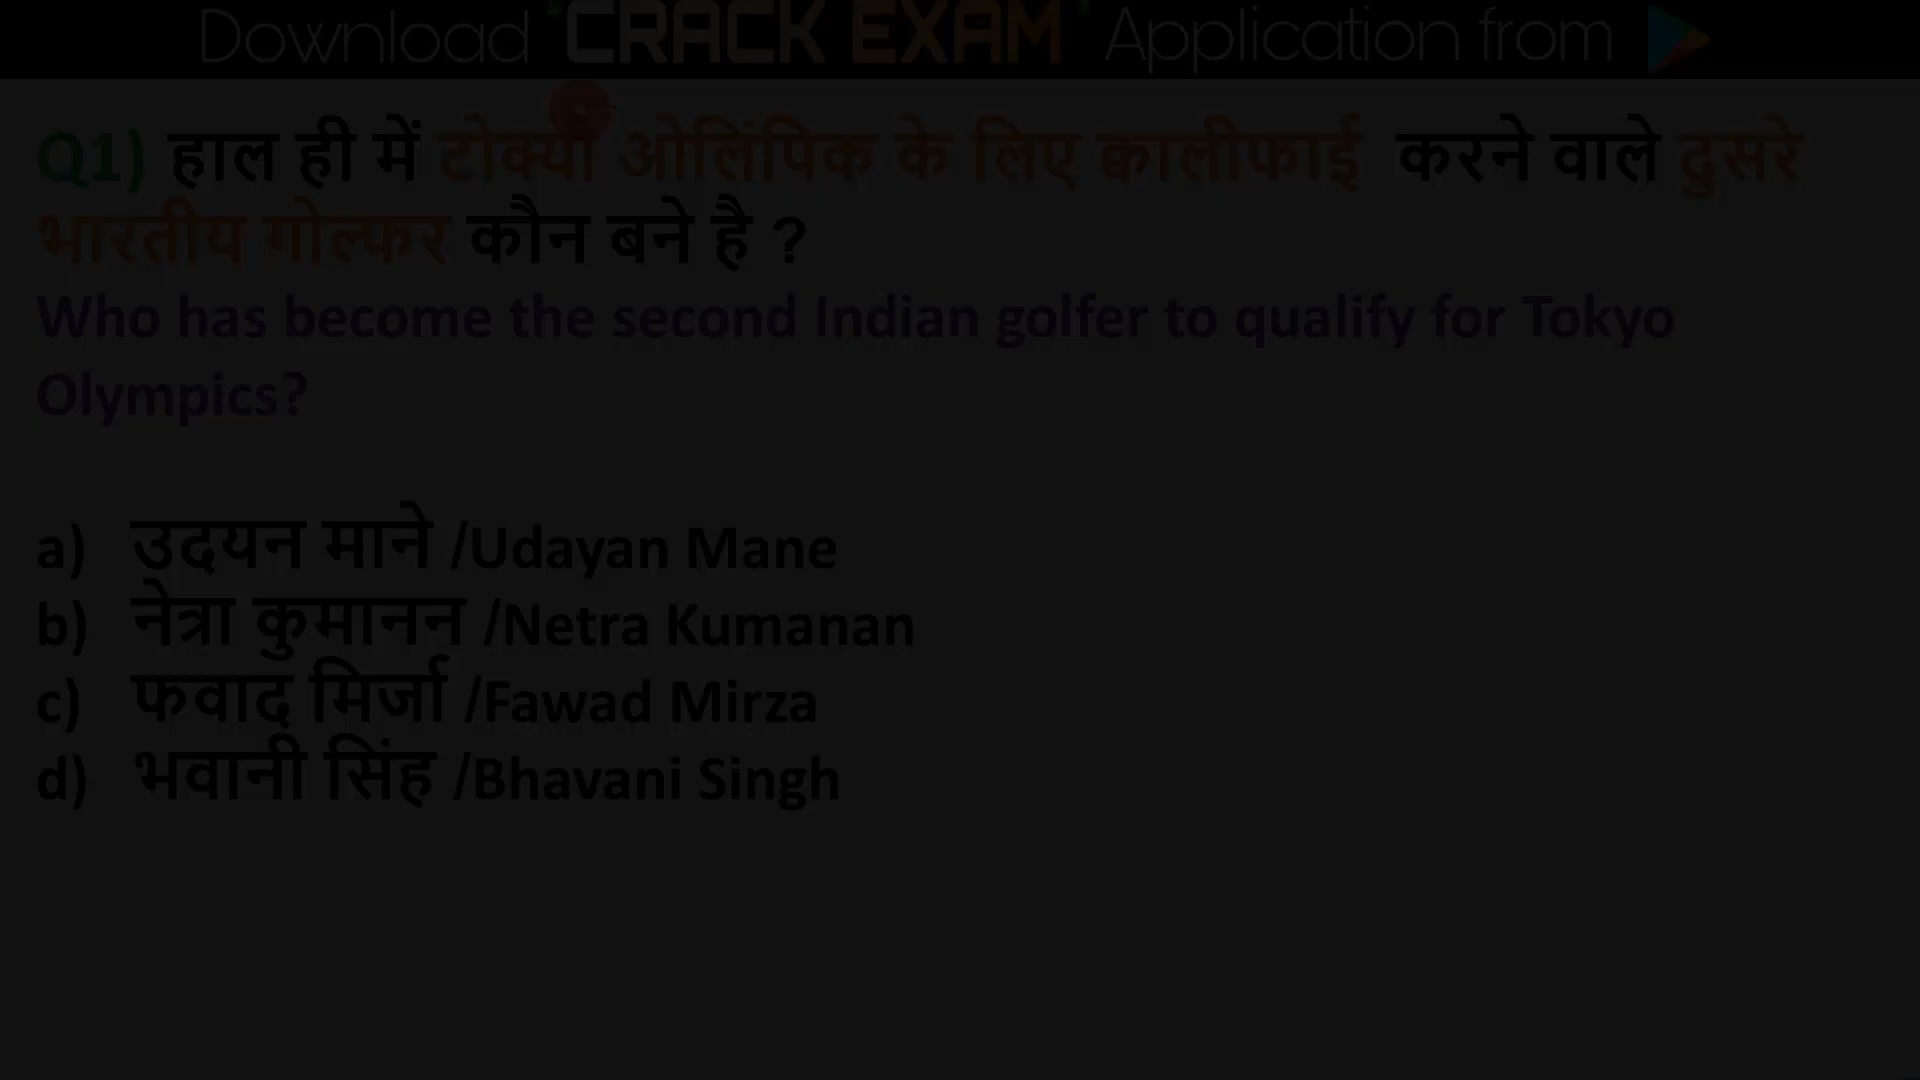 Download 'CRACK EXAM' Application from
Q1) हाल ही में टोक्यो ओलिंपिक के लिए क्वालीफाई करने वाले दुसरे
भारतीय गोल्फर कौन बने है ?
Who has become the second Indian golfer to qualify for Tokyo
Olympics?
a) उदयन माने /Udayan Mane
b) नेत्रा कुमानन /Netra Kumanan
c) फवाद मिर्जा /Fawad Mirza
d) भवानी सिंह /Bhavani Singh